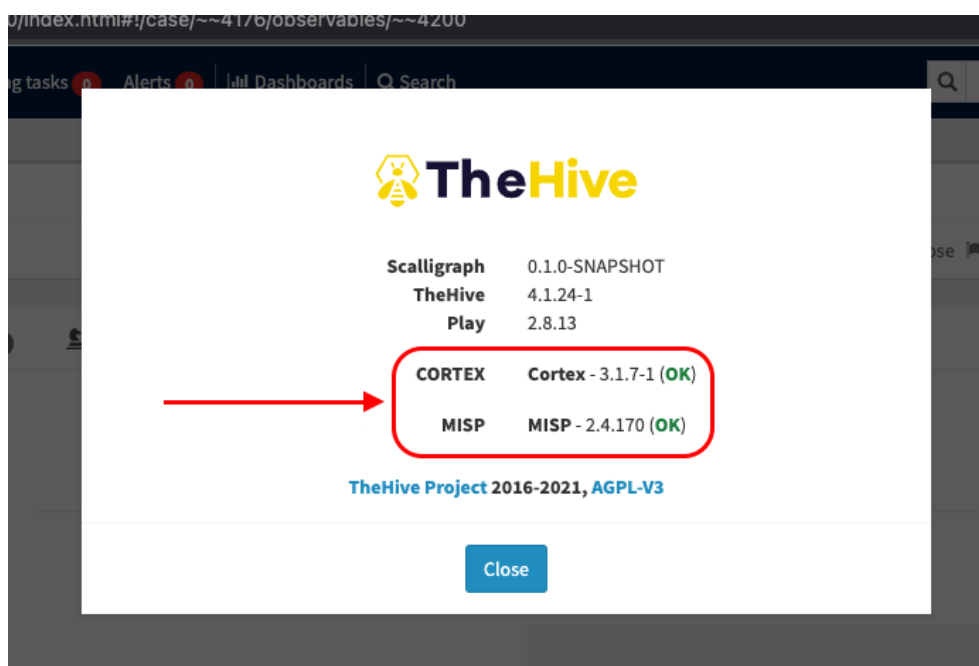 0/index.html#!/case/~~4176/observables/~~4200
g tasks 0 Alerts 0 Dashboards Search
TheHive
Scalligraph 0.1.0-SNAPSHOT
TheHive 4.1.24-1
Play 2.8.13
CORTEX Cortex - 3.1.7-1 (OK)
MISP MISP - 2.4.170 (OK)
TheHive Project 2016-2021, AGPL-V3
Close